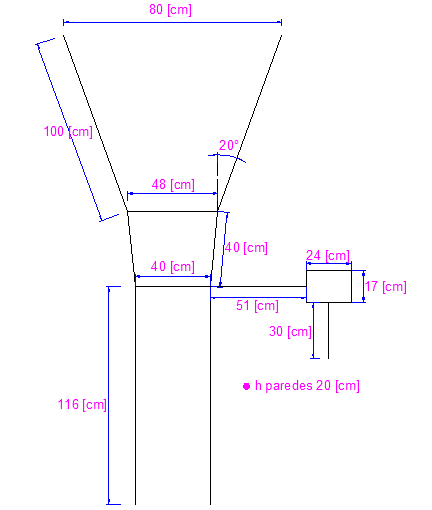 80 [cm]
100 [cm]
20°
48 [cm]
40 [cm]
40 [cm]
24 [cm]
17 [cm]
51 [cm]
30 [cm]
h paredes 20 [cm]
116 [cm]